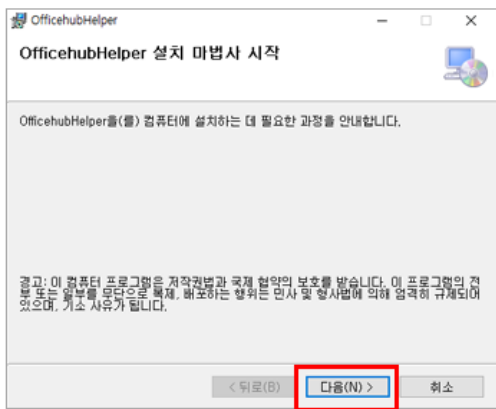 OfficehubHelper
OfficehubHelper 설치 마법사 시작
OfficehubHelper을(를) 컴퓨터에 설치하는 데 필요한 과정을 안내합니다.
경고: 이 컴퓨터 프로그램은 저작권법과 국제 협약의 보호를 받습니다. 이 프로그램의 전
부 또는 일부를 무단으로 복제, 배포하는 행위는 민사 및 형사법에 의해 엄격히 규제되어
있으며, 기소 사유가 됩니다.
< 뒤로(B) 다음(N) > 취소